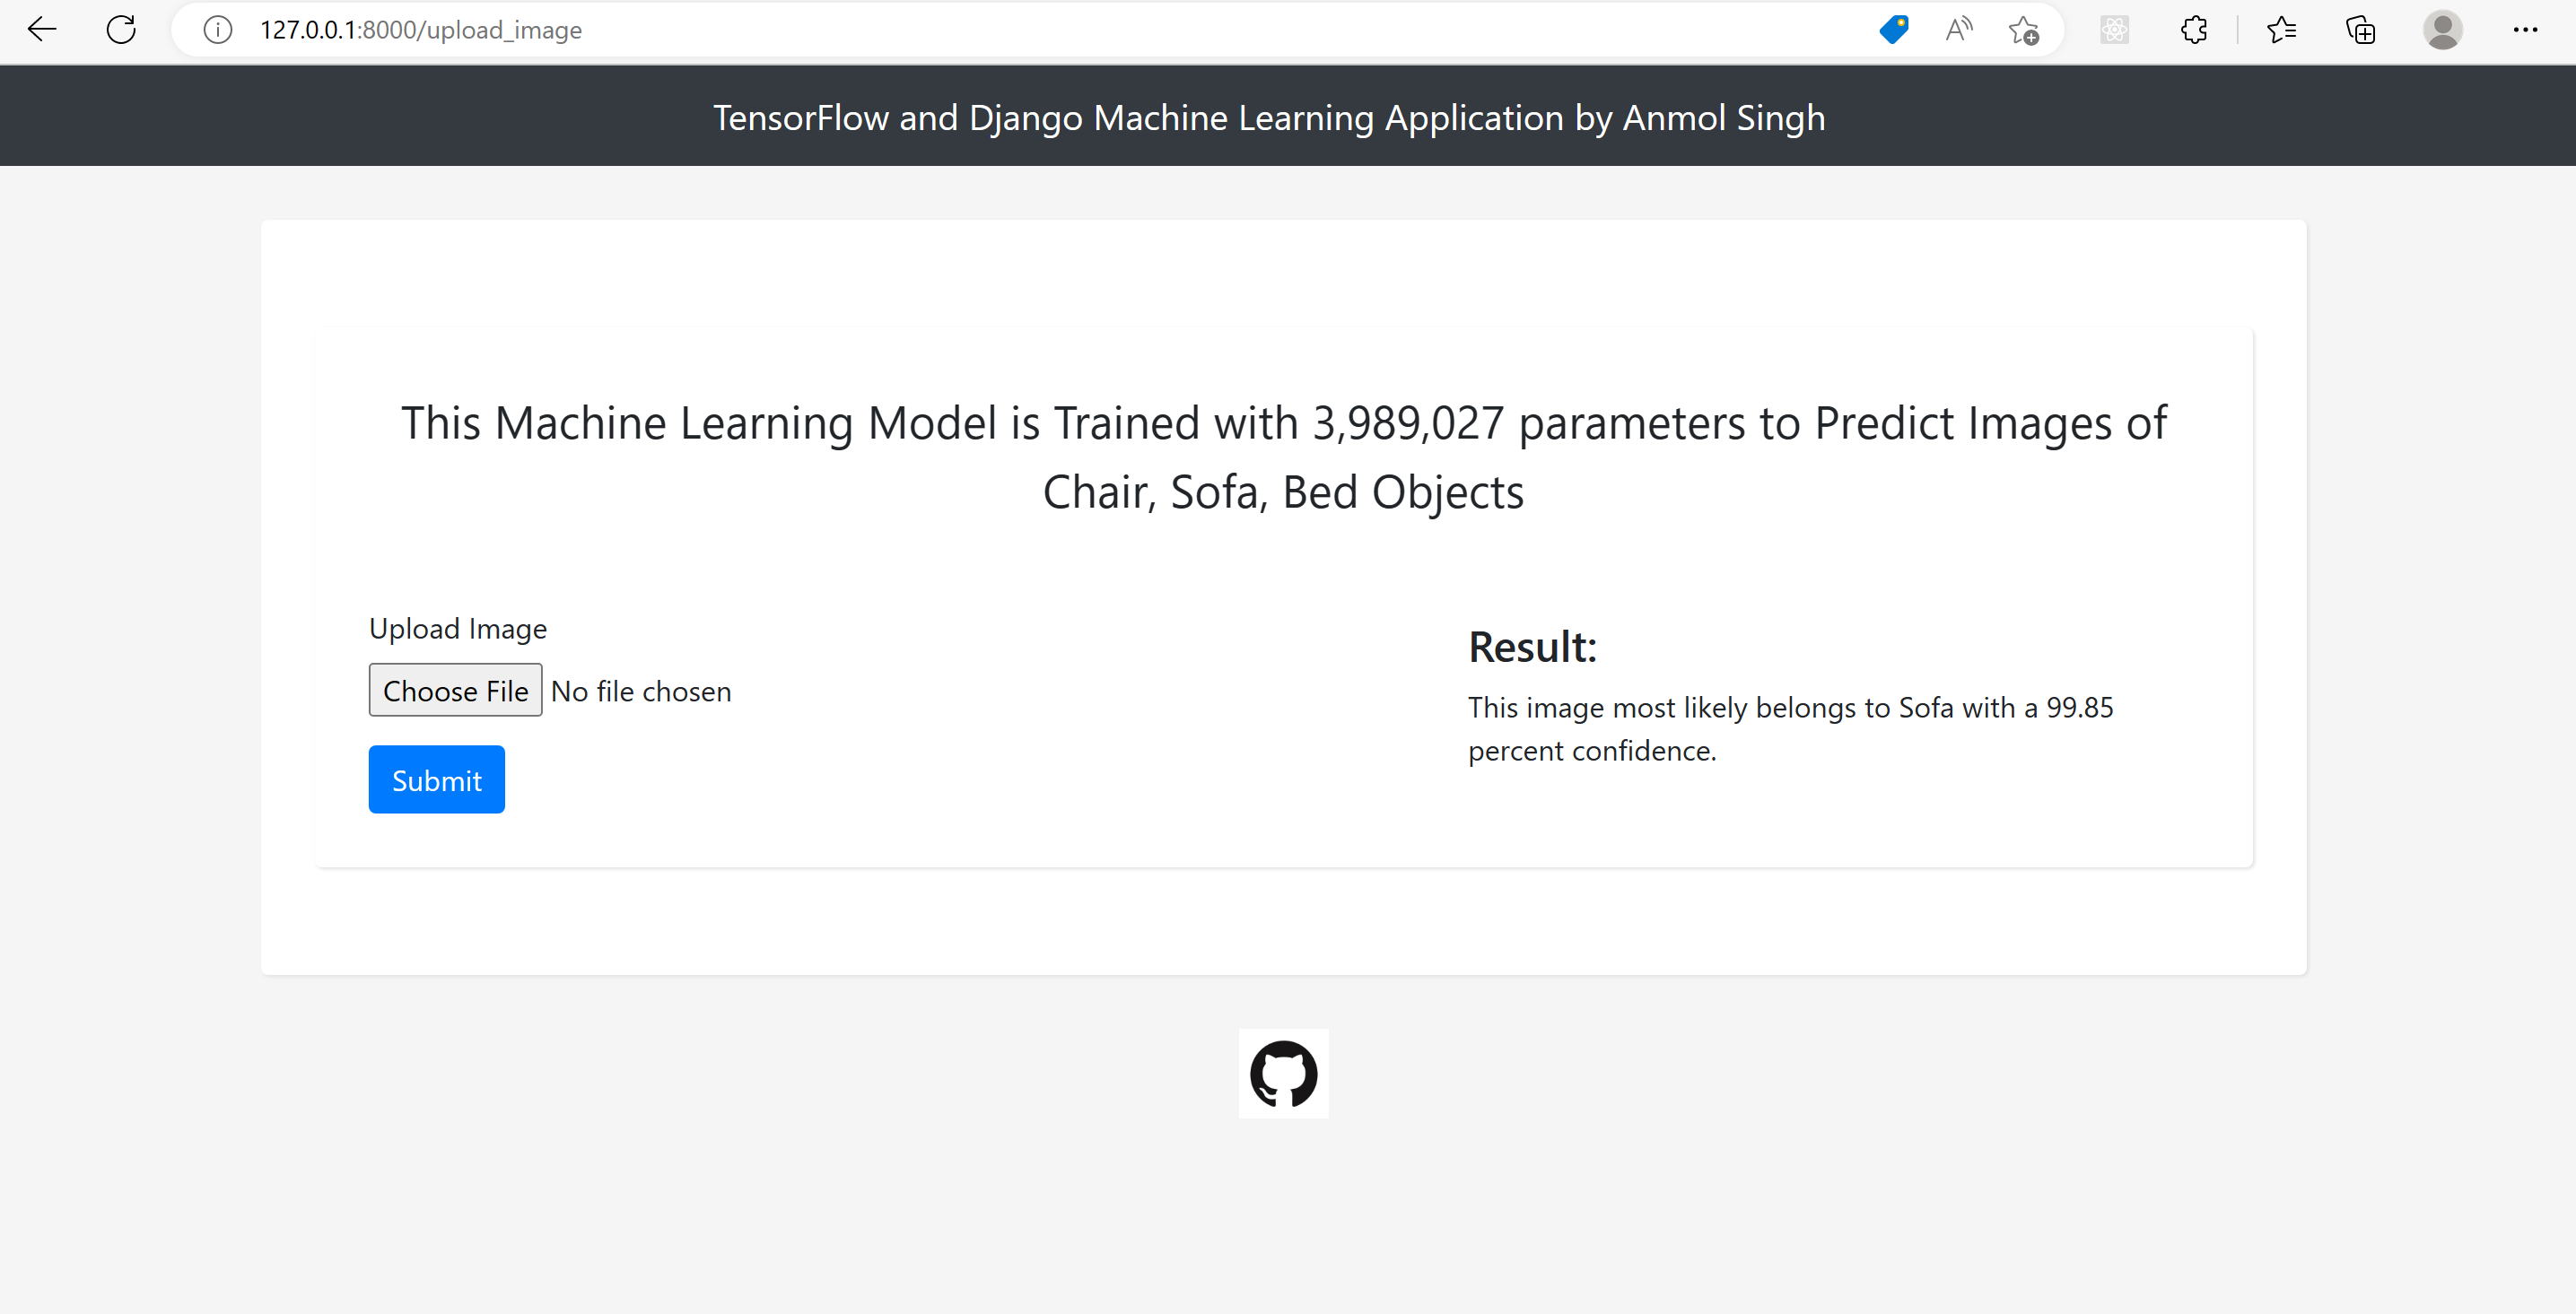 127.0.0.1:8000/upload_image
TensorFlow and Django Machine Learning Application by Anmol Singh
This Machine Learning Model is Trained with 3,989,027 parameters to Predict Images of
Chair, Sofa, Bed Objects
Upload Image
Choose File No file chosen
Submit
Result:
This image most likely belongs to Sofa with a 99.85
percent confidence.